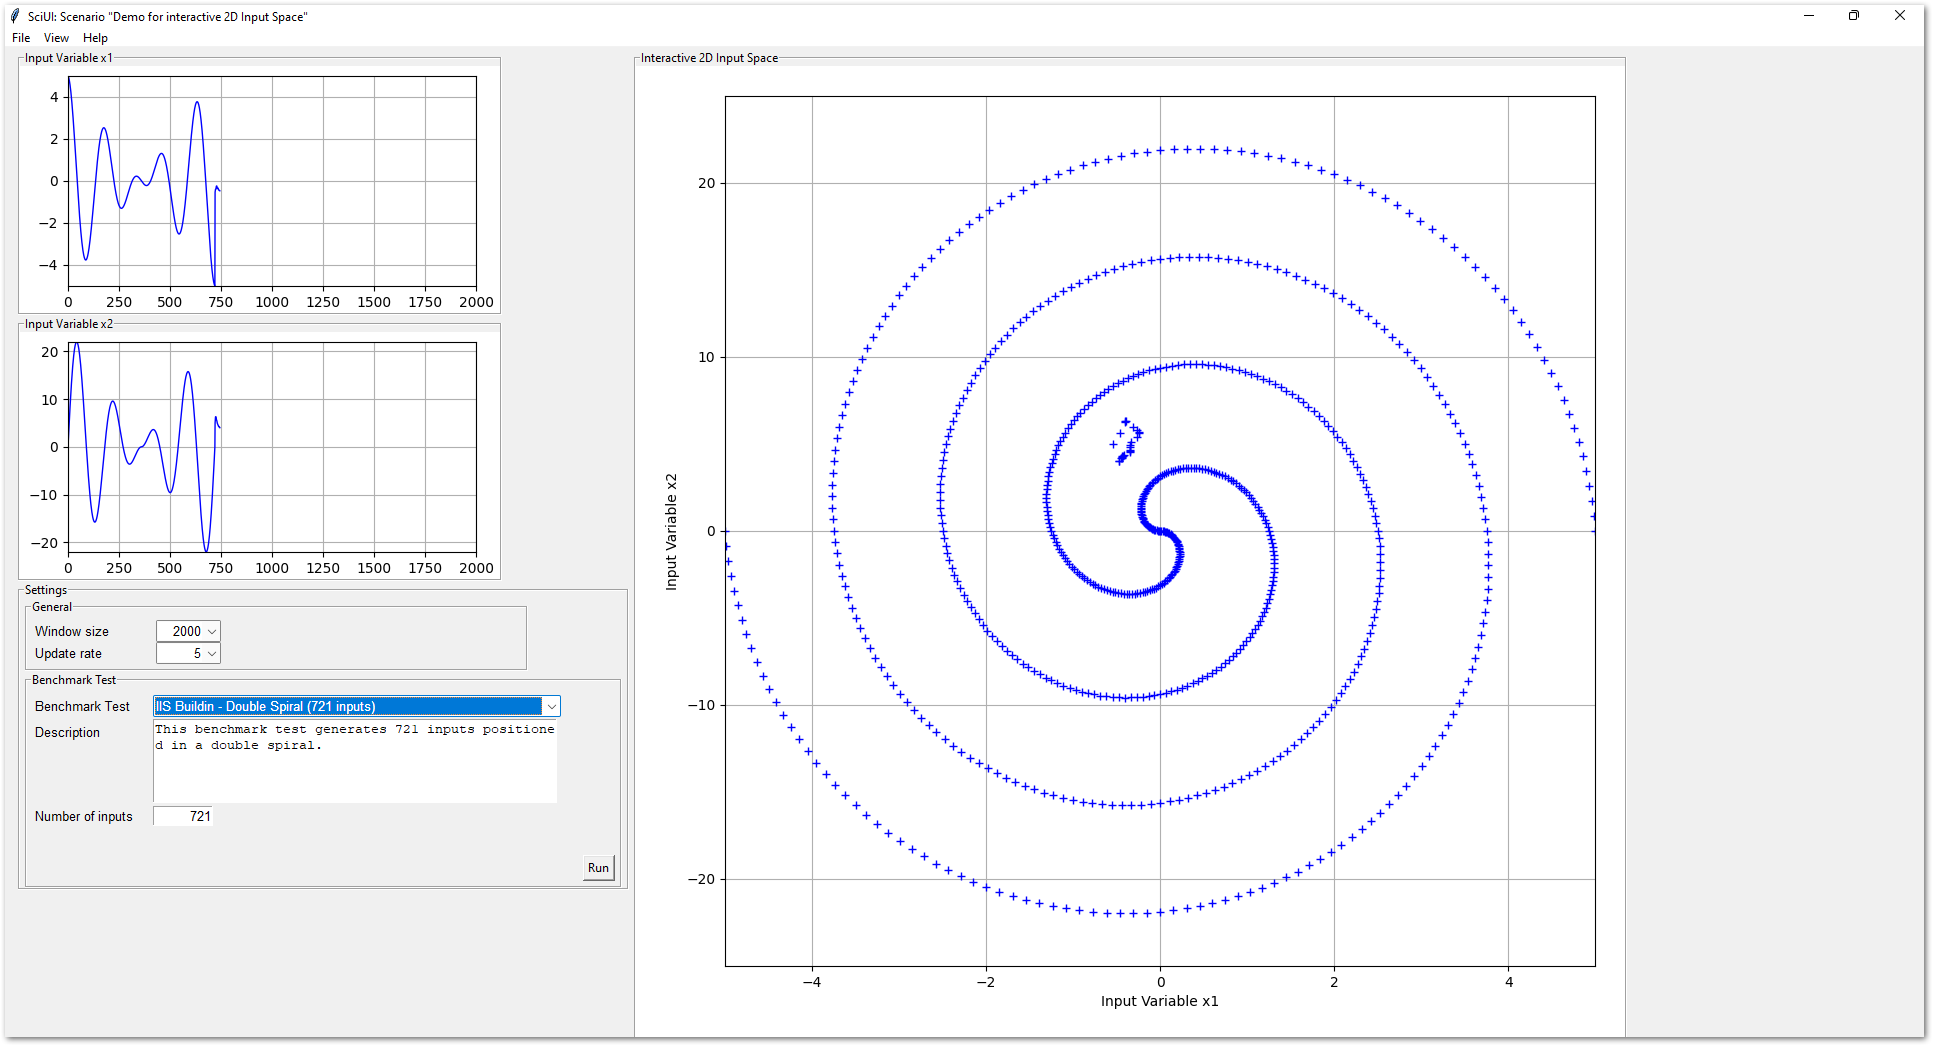 SciUI: Scenario "Demo for interactive 2D Input Space"
File View Help
Input Variable x1
4
2
0
−2
−4
0 250 500 750 1000 1250 1500 1750 2000
Input Variable x2
20
10
0
−10
−20
0 250 500 750 1000 1250 1500 1750 2000
Settings
General
Window size 2000
Update rate 5
Benchmark Test
Benchmark Test IIS Buildin - Double Spiral (721 inputs)
Description This benchmark test generates 721 inputs positione
d in a double spiral.
Number of inputs 721
Run
Interactive 2D Input Space
20
10
0
−10
−20
Input Variable x2
−4 −2 0 2 4
Input Variable x1